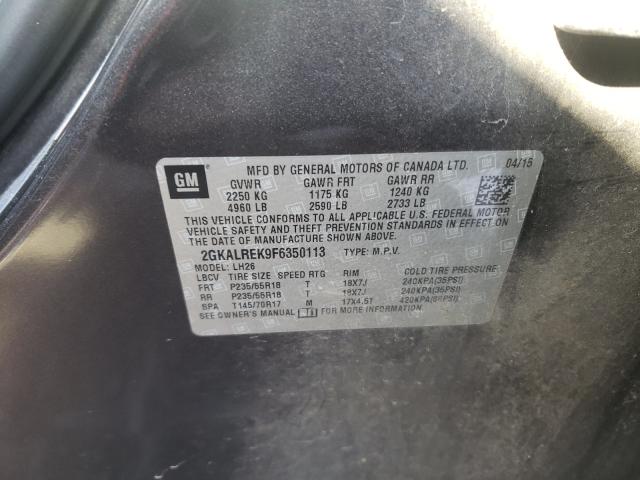 MFD BY GENERAL MOTORS OF CANADA LTD. 04/15
GM
GVWR GAWR FRT GAWR RR
2250 KG 1175 KG 1240 KG
4960 LB 2590 LB 2733 LB
THIS VEHICLE CONFORMS TO ALL APPLICABLE U.S. FEDERAL MOTOR
VEHICLE SAFETY AND THEFT PREVENTION STANDARDS IN
EFFECT ON THE DATE OF MANUFACTURE SHOWN ABOVE.
2GKALREK9F6350113 TYPE: M.P.V.
MODEL: LH26
LBCV TIRE SIZE SPEED RTG RIM COLD TIRE PRESSURE
FRT P235/55R18 T 18X7J 240KPA(35PSI)
RR P235/55R18 T 18X7J 240KPA(35PSI)
SPA T145/70R17 M 17X4.5T 420KPA(60PSI)
SEE OWNER'S MANUAL FOR MORE INFORMATION.